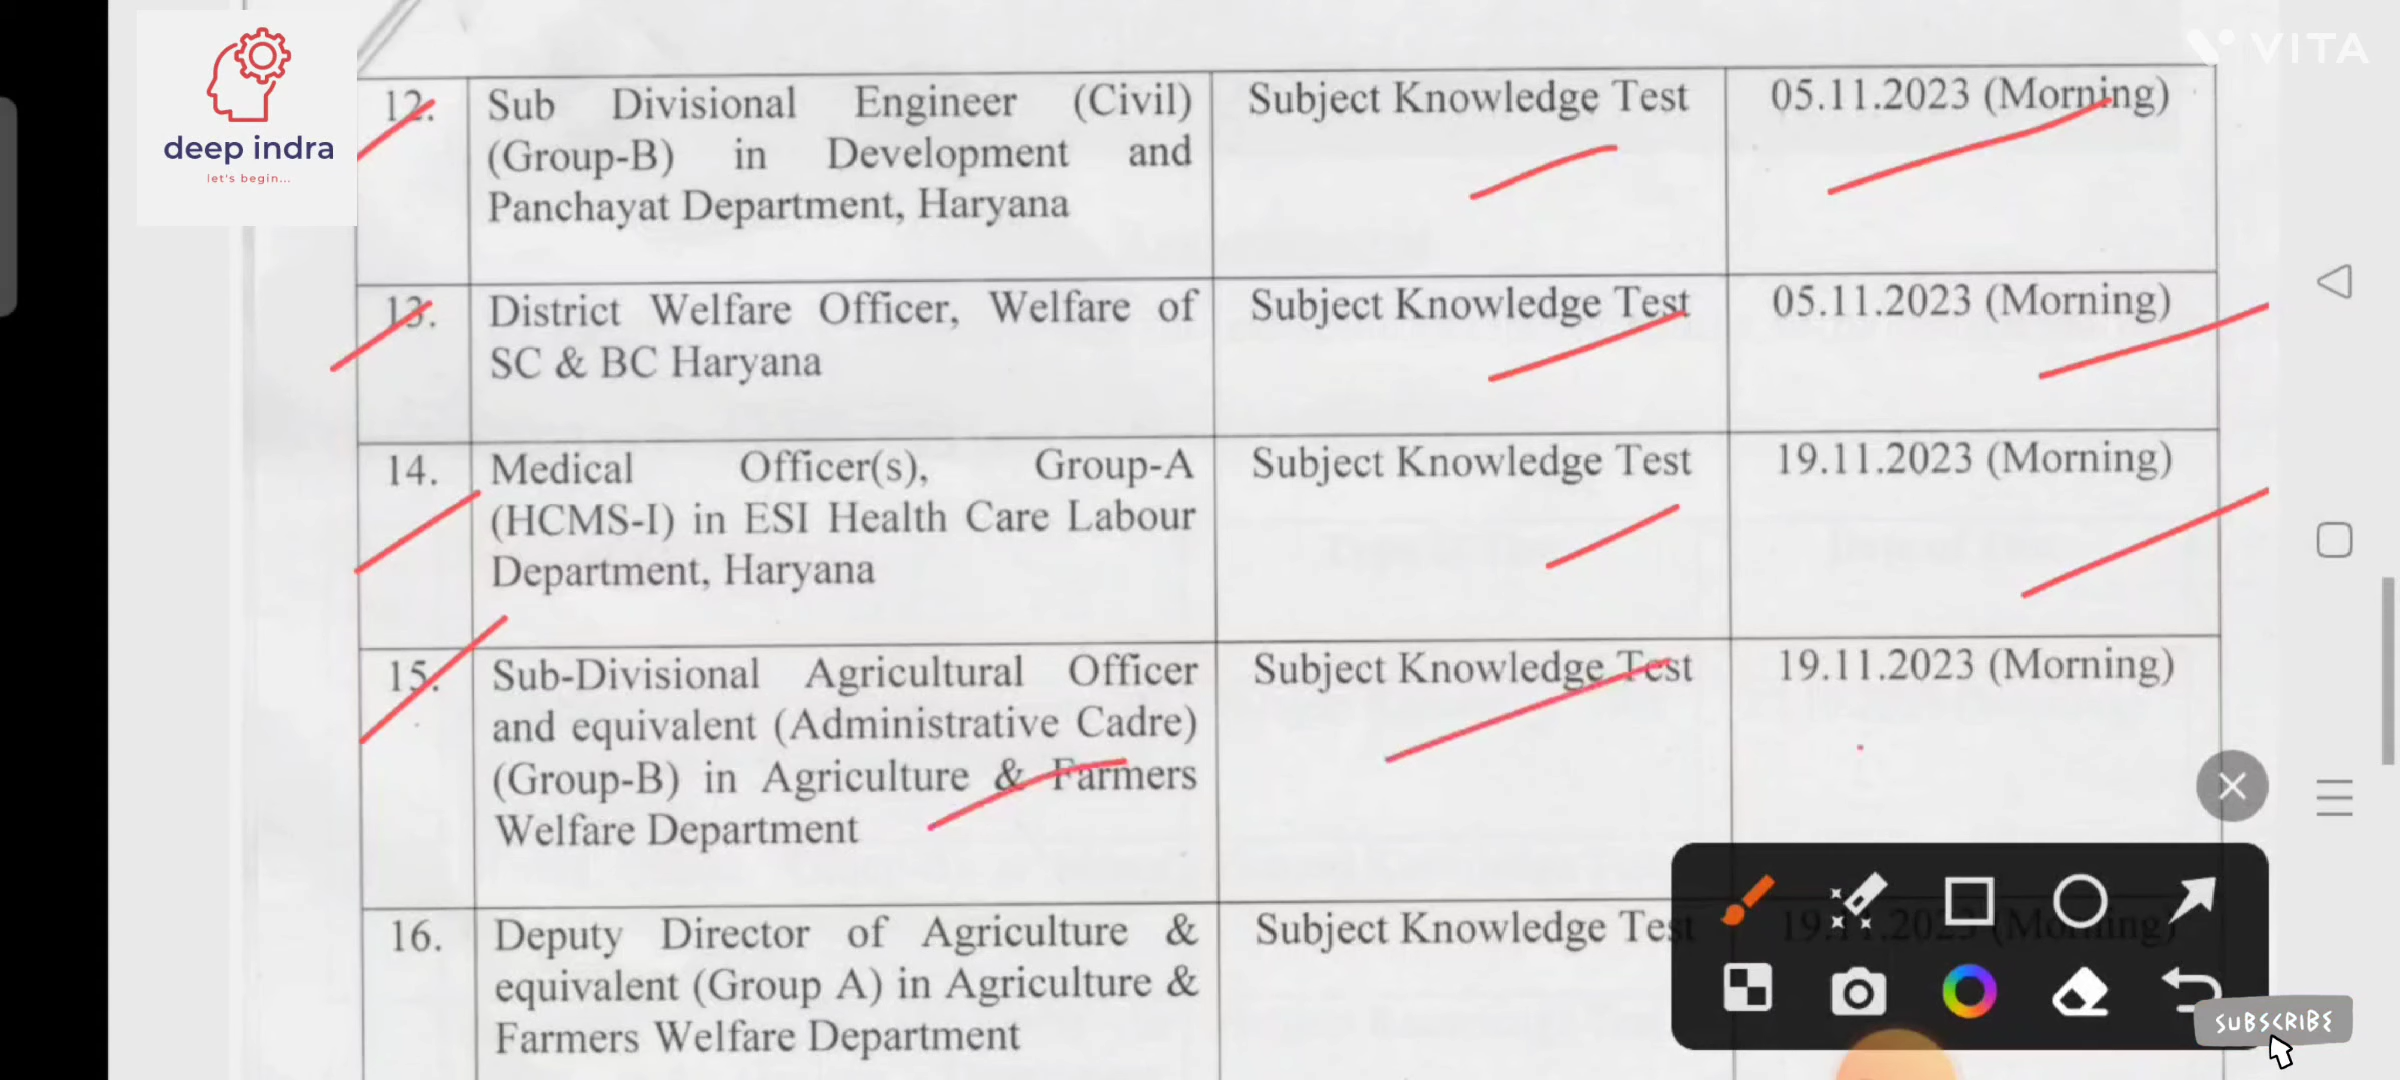 deep indra
let's begin...
VITA
12. Sub Divisional Engineer (Civil) Subject Knowledge Test 05.11.2023 (Morning)
(Group-B) in Development and
Panchayat Department, Haryana
13. District Welfare Officer, Welfare of Subject Knowledge Test 05.11.2023 (Morning)
SC & BC Haryana
14. Medical Officer(s), Group-A Subject Knowledge Test 19.11.2023 (Morning)
(HCMS-I) in ESI Health Care Labour
Department, Haryana
15. Sub-Divisional Agricultural Officer Subject Knowledge Test 19.11.2023 (Morning)
and equivalent (Administrative Cadre)
(Group-B) in Agriculture & Farmers
Welfare Department
16. Deputy Director of Agriculture & Subject Knowledge Test 19.11.2023 (Morning)
equivalent (Group A) in Agriculture &
Farmers Welfare Department
SUBSCRIBE